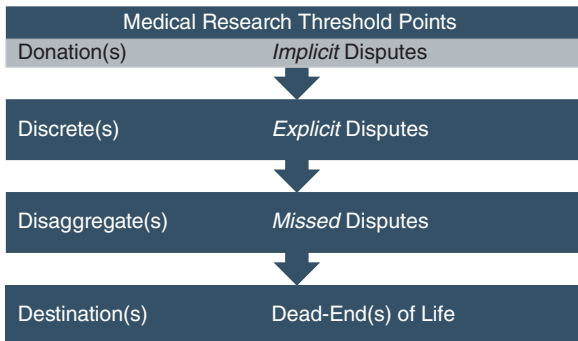 Medical Research Threshold Points
Donation(s) Implicit Disputes
Discrete(s) Explicit Disputes
Disaggregate(s) Missed Disputes
Destination(s) Dead-End(s) of Life